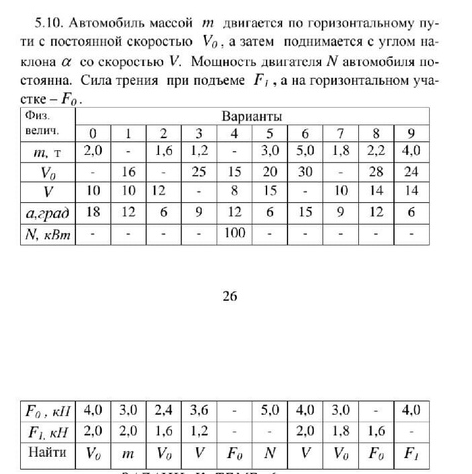 5.10. Автомобиль массой m двигается по горизонтальному пу-
ти с постоянной скоростью V₀, а затем поднимается с углом на-
клона α со скоростью V. Мощность двигателя N автомобиля по-
стоянна. Сила трения при подъеме F₁, а на горизонтальном уча-
стке – F₀.
Физ. велич. Варианты
0 1 2 3 4 5 6 7 8 9
m, т 2,0 - 1,6 1,2 - 3,0 5,0 1,8 2,2 4,0
V₀ - 16 - 25 15 20 30 - 28 24
V 10 10 12 - 8 15 - 10 14 14
α,град 18 12 6 9 12 6 15 9 12 6
N, кВт - - - - 100 - - - - -
26
F₀, кН 4,0 3,0 2,4 3,6 - 5,0 4,0 3,0 - 4,0
F₁, кН 2,0 2,0 1,6 1,2 - - 2,0 1,8 1,6 -
Найти V₀ m V₀ V F₀ N V V₀ F₀ F₁